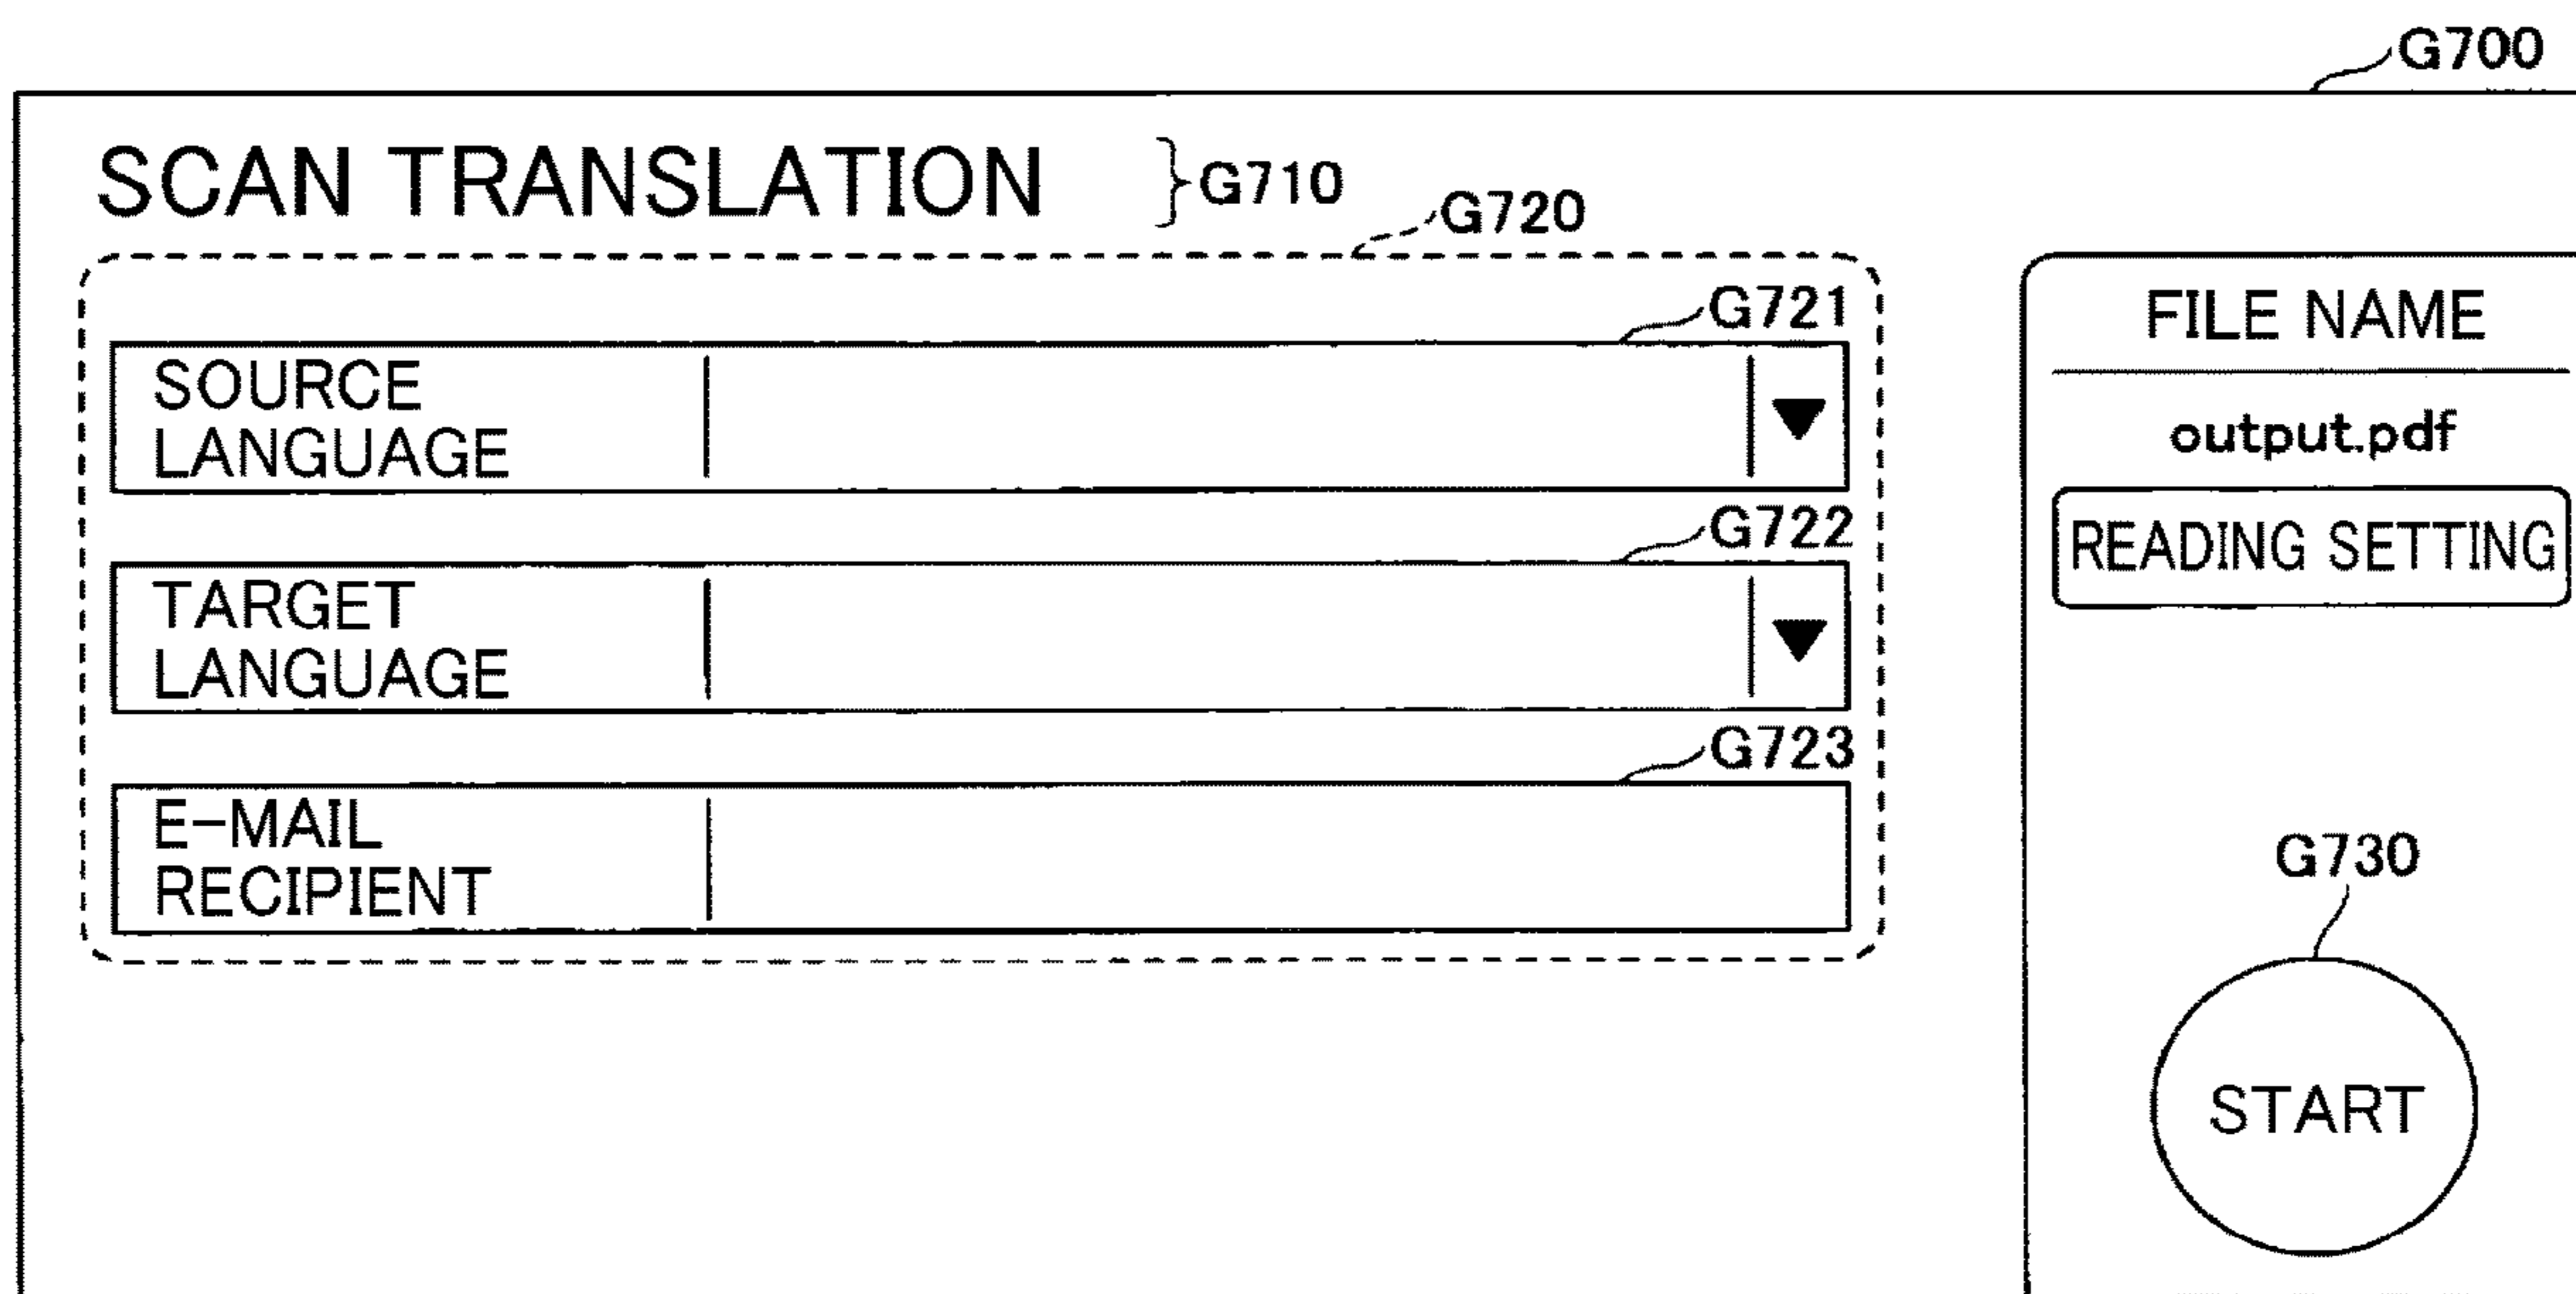 G700
SCAN TRANSLATION
G710
G720
G721
SOURCE
LANGUAGE
▼
G722
TARGET
LANGUAGE
▼
G723
E-MAIL
RECIPIENT
FILE NAME
output.pdf
READING SETTING
G730
START